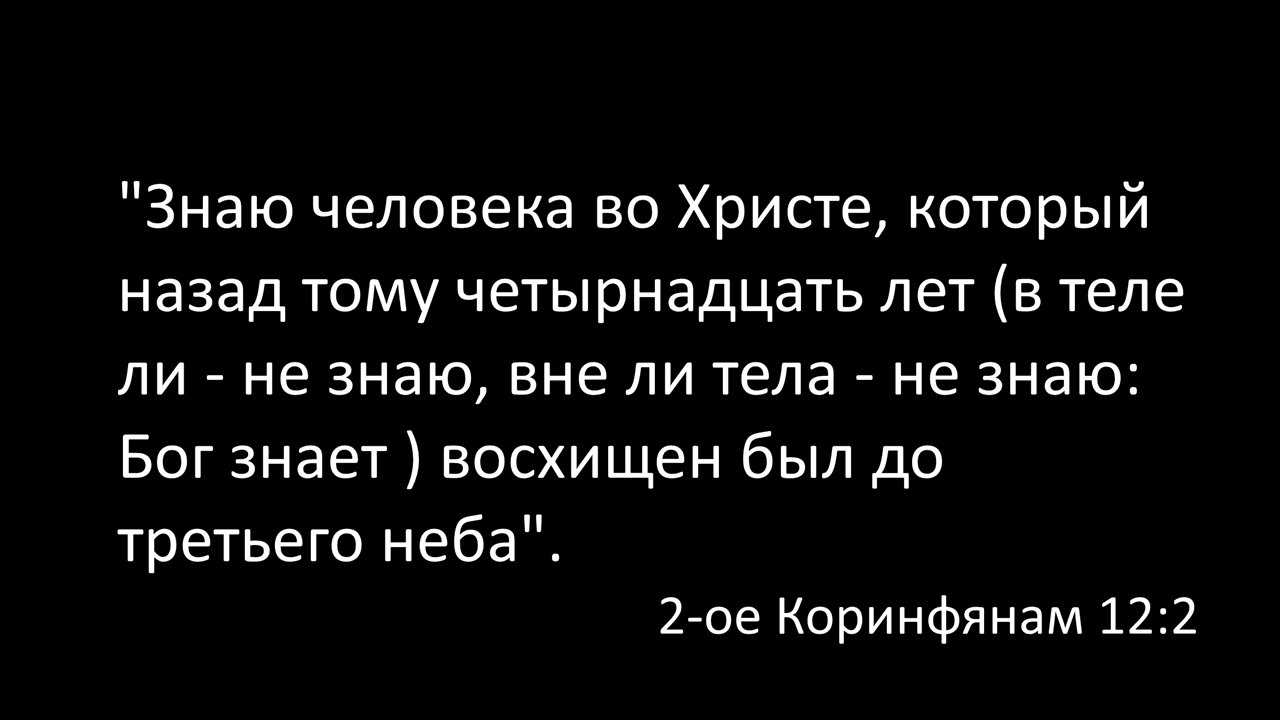 "Знаю человека во Христе, который
назад тому четырнадцать лет (в теле
ли - не знаю, вне ли тела - не знаю:
Бог знает ) восхищен был до
третьего неба".
2-ое Коринфянам 12:2